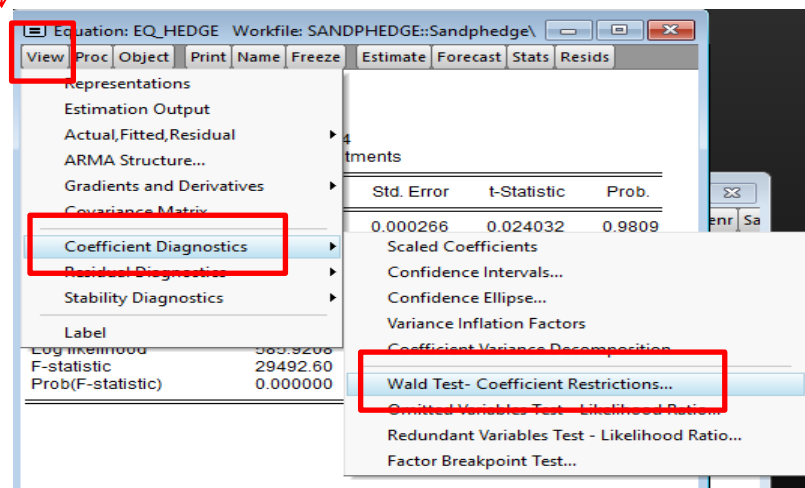 Equation: EQ_HEDGE Workfile: SANDPHEDGE::Sandphedge\
View Proc Object Print Name Freeze Estimate Forecast Stats Resids
Representations
Estimation Output
Actual,Fitted,Residual
4
ARMA Structure...
tments
Gradients and Derivatives
Std. Error t-Statistic Prob.
Covariance Matrix
0.000266 0.024032 0.9809
enr Sa
Coefficient Diagnostics
Scaled Coefficients
Residual Diagnostics
Confidence Intervals...
Stability Diagnostics
Confidence Ellipse...
Label
Variance Inflation Factors
Coefficient Variance Decomposition
Log likelihood 585.9208
F-statistic 29492.60
Prob(F-statistic) 0.000000
Wald Test- Coefficient Restrictions...
Omitted Variables Test - Likelihood Ratio...
Redundant Variables Test - Likelihood Ratio...
Factor Breakpoint Test...